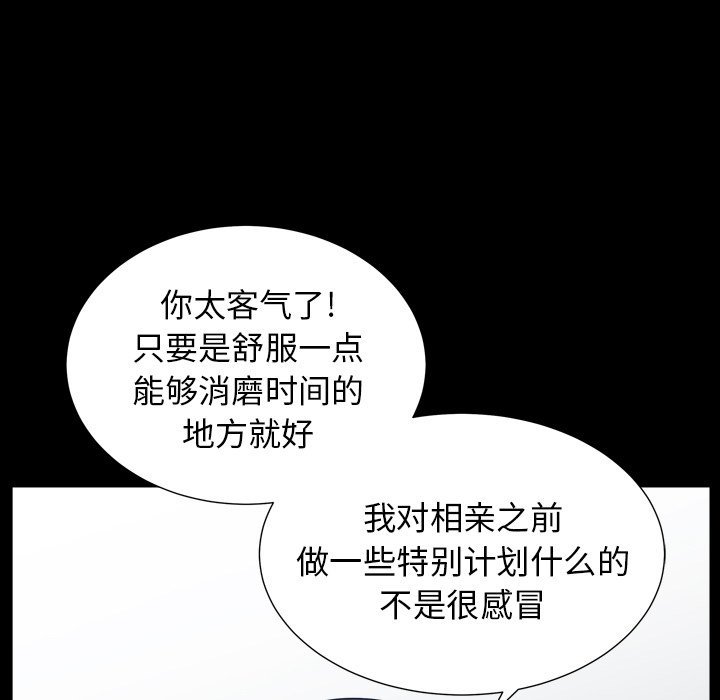 你太客气了!
只要是舒服一点
能够消磨时间的
地方就好
我对相亲之前
做一些特别计划什么的
不是很感冒